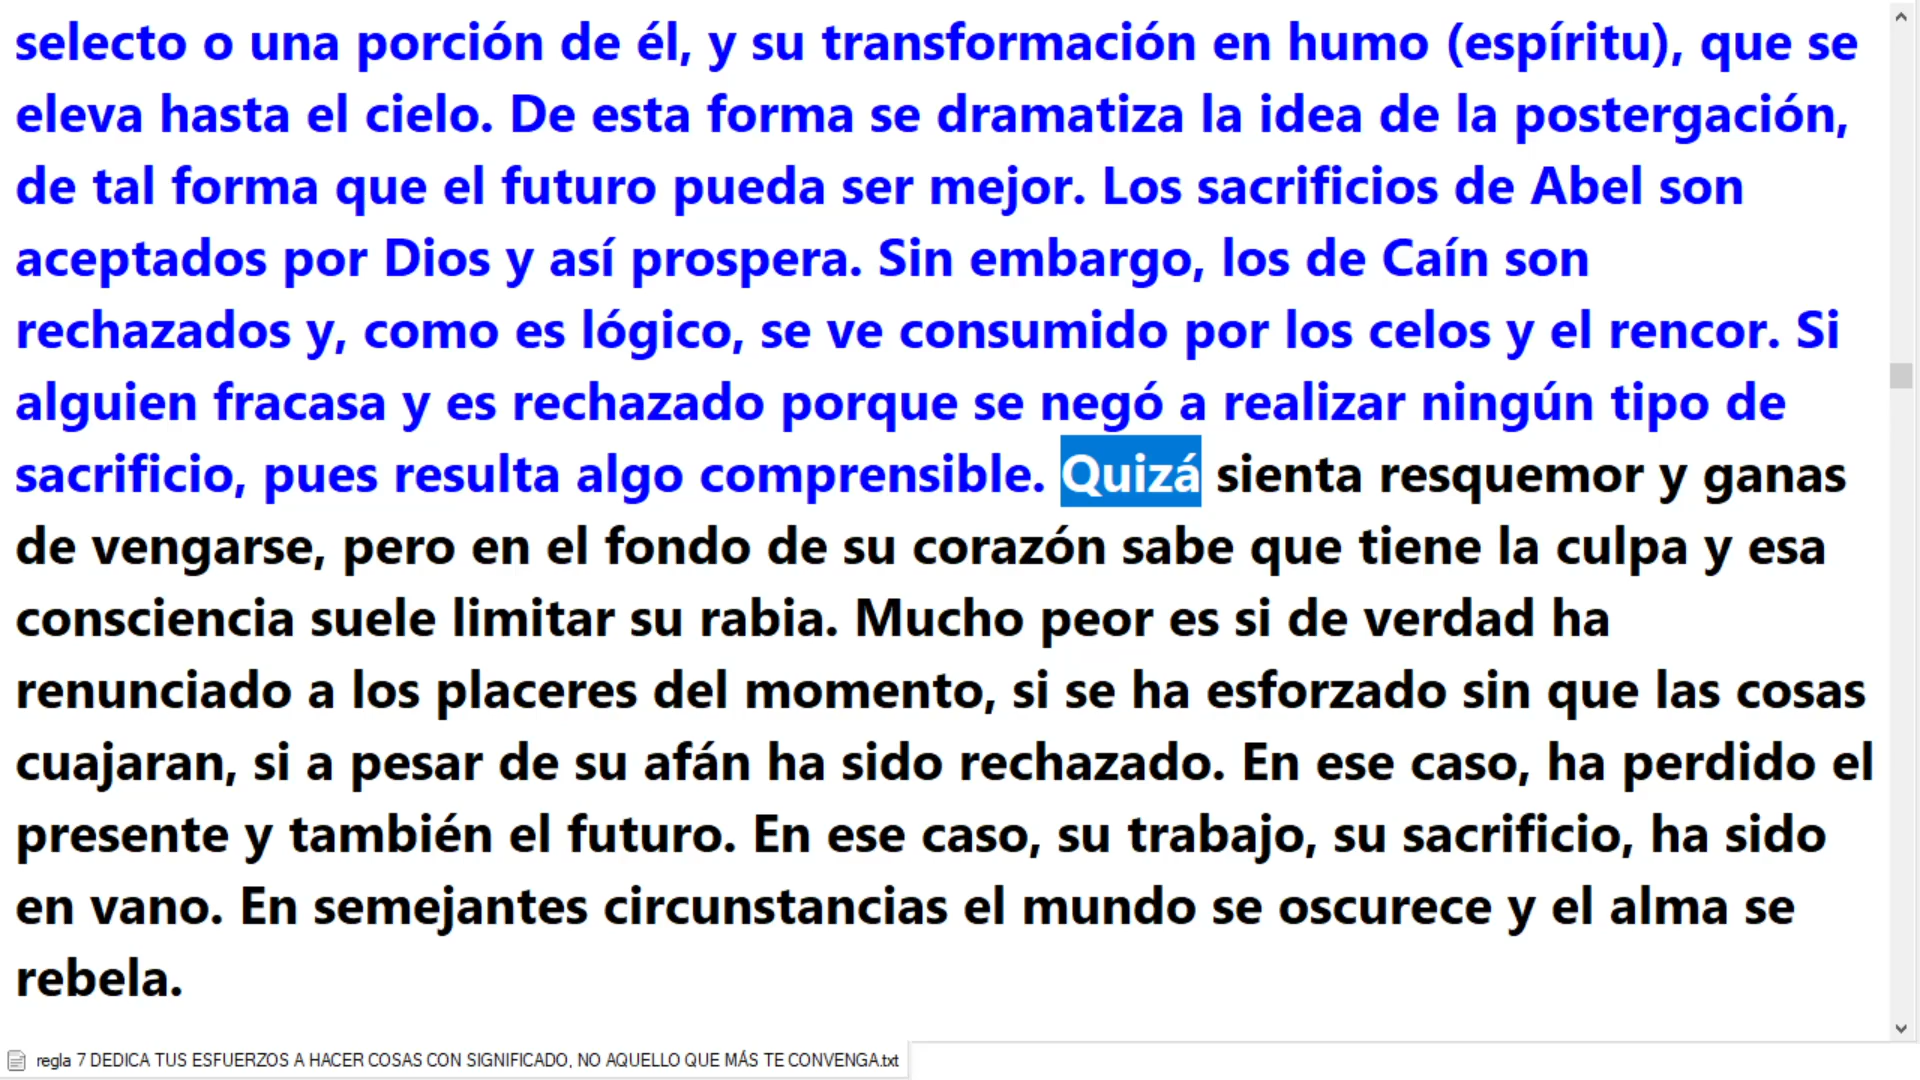 selecto o una porción de él, y su transformación en humo (espíritu), que se
eleva hasta el cielo. De esta forma se dramatiza la idea de la postergación,
de tal forma que el futuro pueda ser mejor. Los sacrificios de Abel son
aceptados por Dios y así prospera. Sin embargo, los de Caín son
rechazados y, como es lógico, se ve consumido por los celos y el rencor. Si
alguien fracasa y es rechazado porque se negó a realizar ningún tipo de
sacrificio, pues resulta algo comprensible. Quizá sienta resquemor y ganas
de vengarse, pero en el fondo de su corazón sabe que tiene la culpa y esa
consciencia suele limitar su rabia. Mucho peor es si de verdad ha
renunciado a los placeres del momento, si se ha esforzado sin que las cosas
cuajaran, si a pesar de su afán ha sido rechazado. En ese caso, ha perdido el
presente y también el futuro. En ese caso, su trabajo, su sacrificio, ha sido
en vano. En semejantes circunstancias el mundo se oscurece y el alma se
rebela.
regla 7 DEDICA TUS ESFUERZOS A HACER COSAS CON SIGNIFICADO, NO AQUELLO QUE MÁS TE CONVENGA.txt